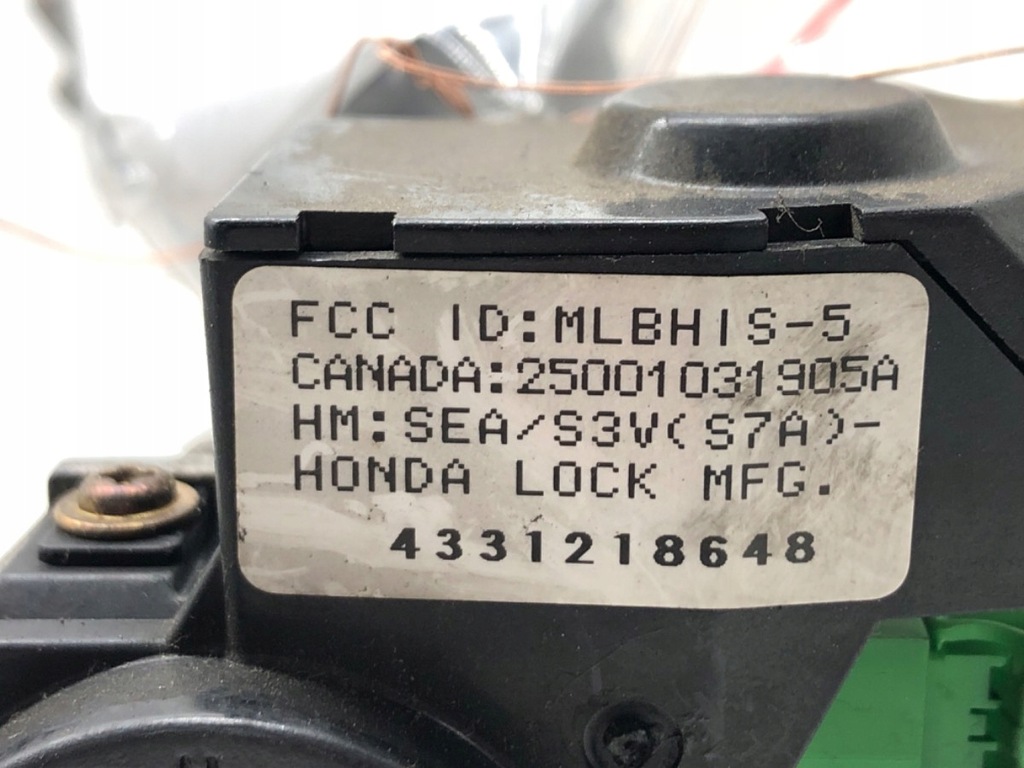 FCC ID:MLBHIS-5
CANADA:25001031905A
HM:SEA/S3V(S7A)-
HONDA LOCK MFG.
4331218648